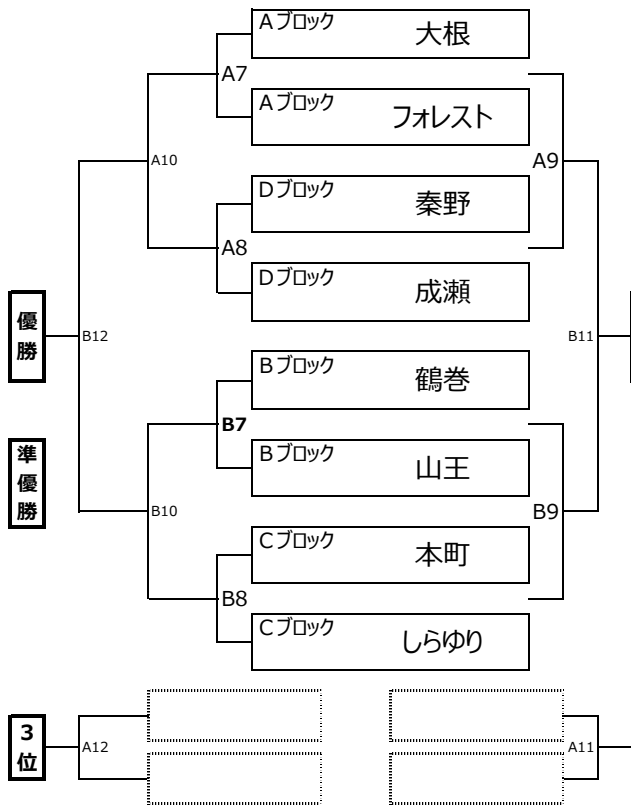 Aブロック 大根
A7
Aブロック フォレスト
A10
A9
Dブロック 秦野
A8
Dブロック 成瀬
優勝
B12
B11
Bブロック 鶴巻
B7
Bブロック 山王
準優勝
B10
B9
Cブロック 本町
B8
Cブロック しらゆり
3位
A12
A11